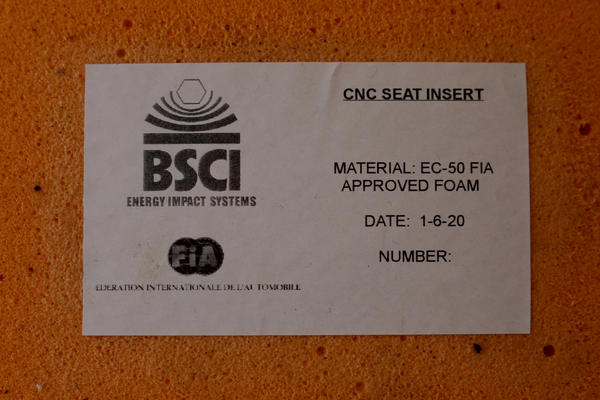 BSCI
ENERGY IMPACT SYSTEMS
FiA
EDERATION INTERNATIONALE DE L'AUTOMOBILE
CNC SEAT INSERT
MATERIAL: EC-50 FIA
APPROVED FOAM
DATE: 1-6-20
NUMBER: